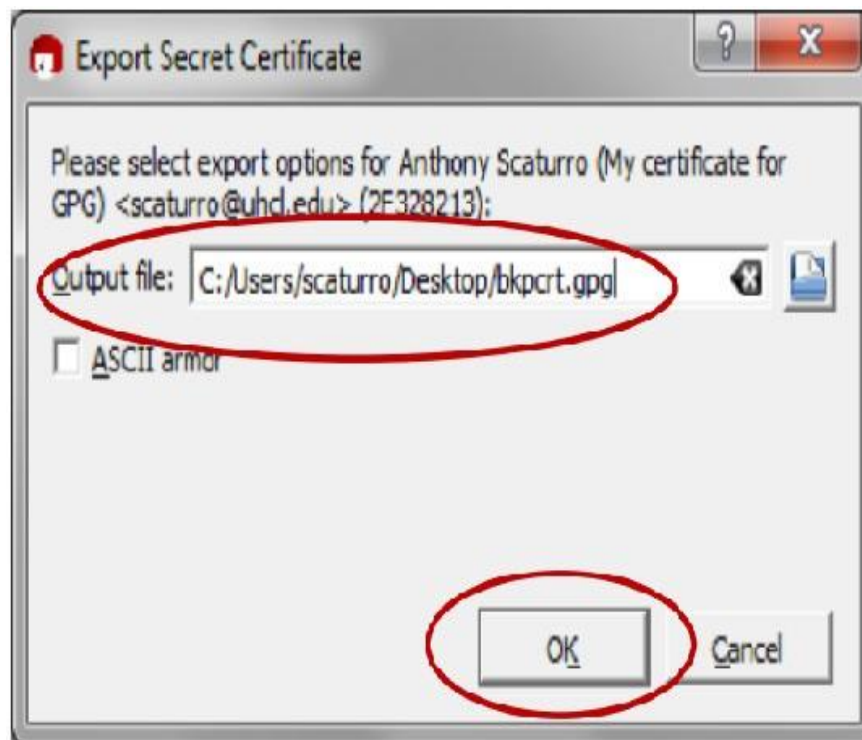 Export Secret Certificate
Please select export options for Anthony Scaturro (My certificate for
GPG) <scaturro@uhcl.edu> (2F328213):
Output file: C:/Users/scaturro/Desktop/bkpcrt.gpg
ASCII armor
OK
Cancel